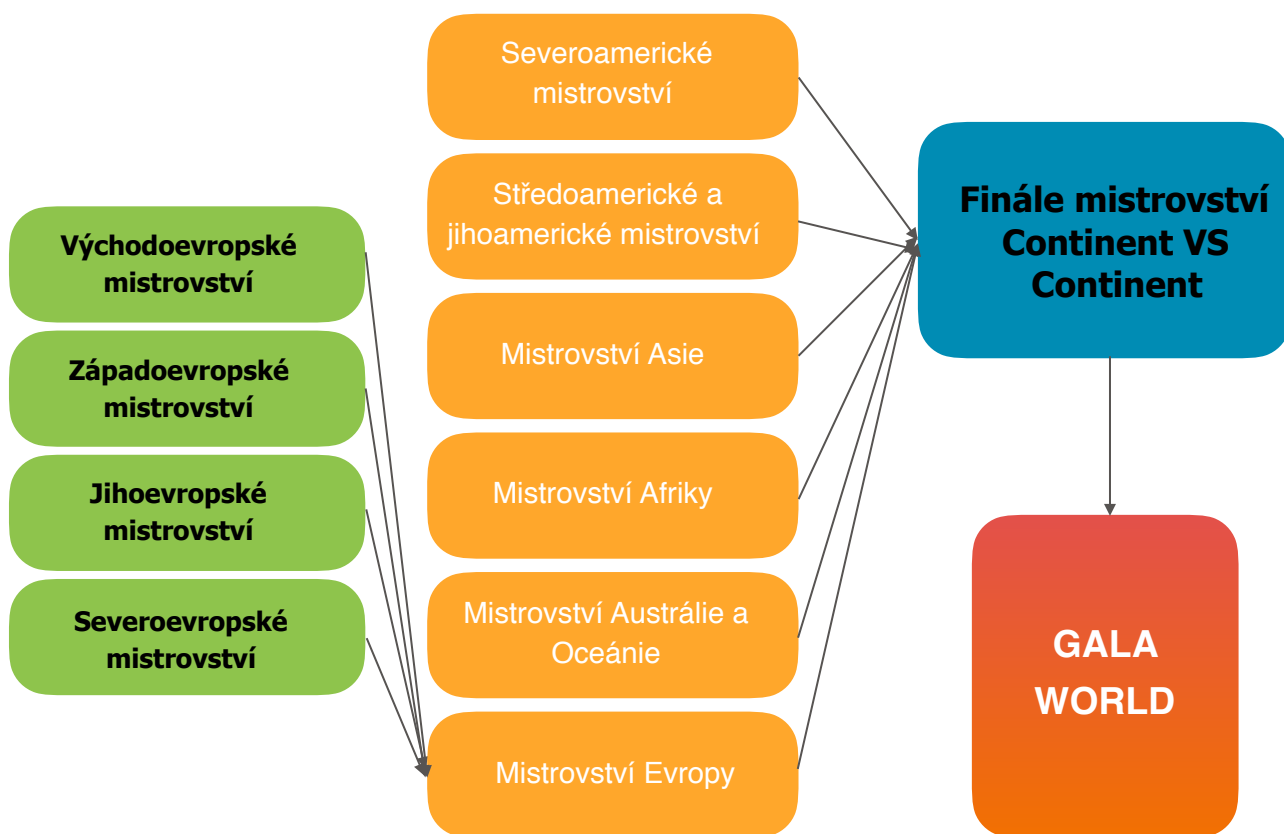 Východoevropské
mistrovství
Západoevropské
mistrovství
Jihoevropské
mistrovství
Severoevropské
mistrovství
Severoamerické
mistrovství
Středoamerické a
jihoamerické mistrovství
Mistrovství Asie
Mistrovství Afriky
Mistrovství Austrálie a
Oceánie
Mistrovství Evropy
Finále mistrovství
Continent VS
Continent
GALA
WORLD